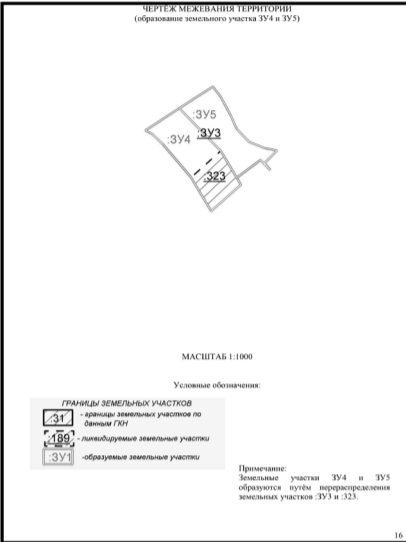 ЧЕРТЁЖ МЕЖЕВАНИЯ ТЕРРИТОРИИ
(образование земельного участка ЗУ4 и ЗУ5)
:ЗУ5
:ЗУ4
:ЗУ3
:323
МАСШТАБ 1:1000
Условные обозначения:
ГРАНИЦЫ ЗЕМЕЛЬНЫХ УЧАСТКОВ
:31
- границы земельных участков по
данным ГКН
:189
- ликвидируемые земельные участки
:ЗУ1
-образуемые земельные участки
Примечание:
Земельные участки ЗУ4 и ЗУ5
образуются путём перераспределения
земельных участков :ЗУ3 и :323.
16